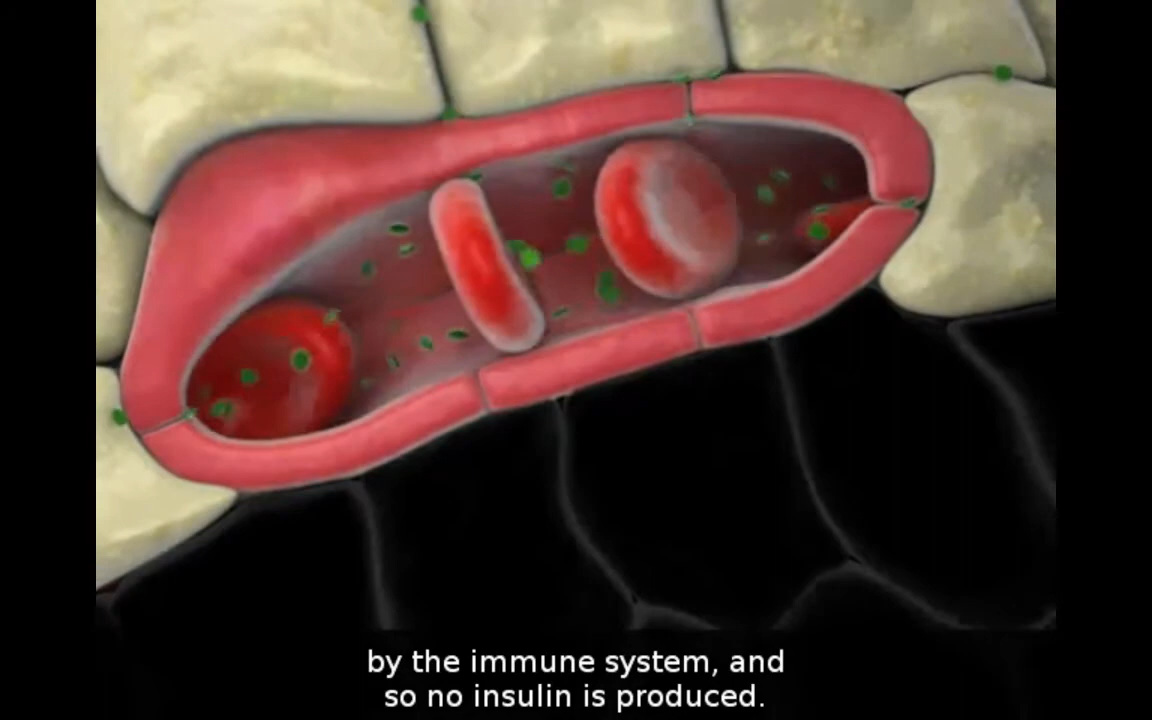 by the immune system, and
so no insulin is produced.